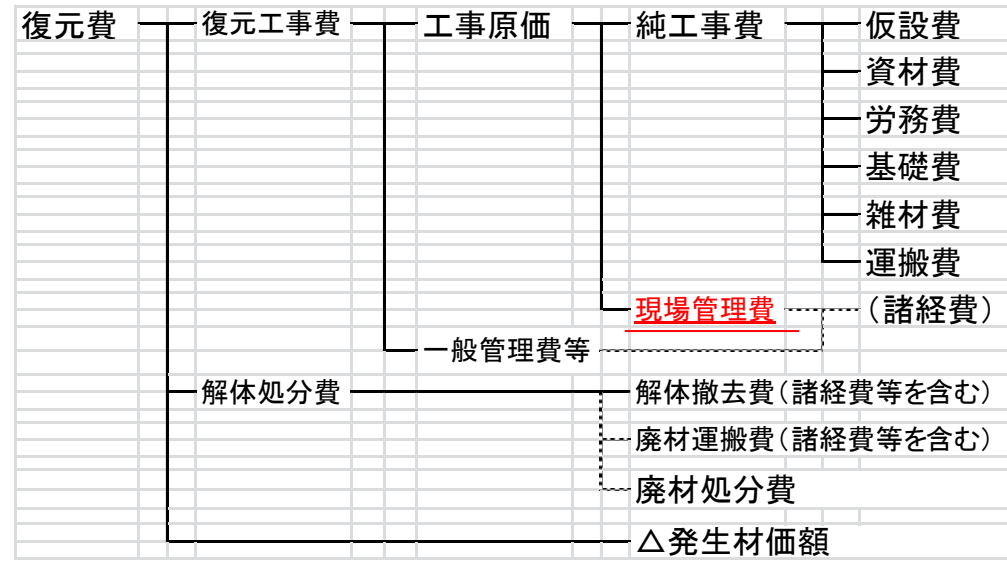 復元費 復元工事費 工事原価 純工事費 仮設費
資材費
労務費
基礎費
雑材費
運搬費
現場管理費 （諸経費）
一般管理費等
解体処分費 解体撤去費（諸経費等を含む）
廃材運搬費（諸経費等を含む）
廃材処分費
△発生材価額